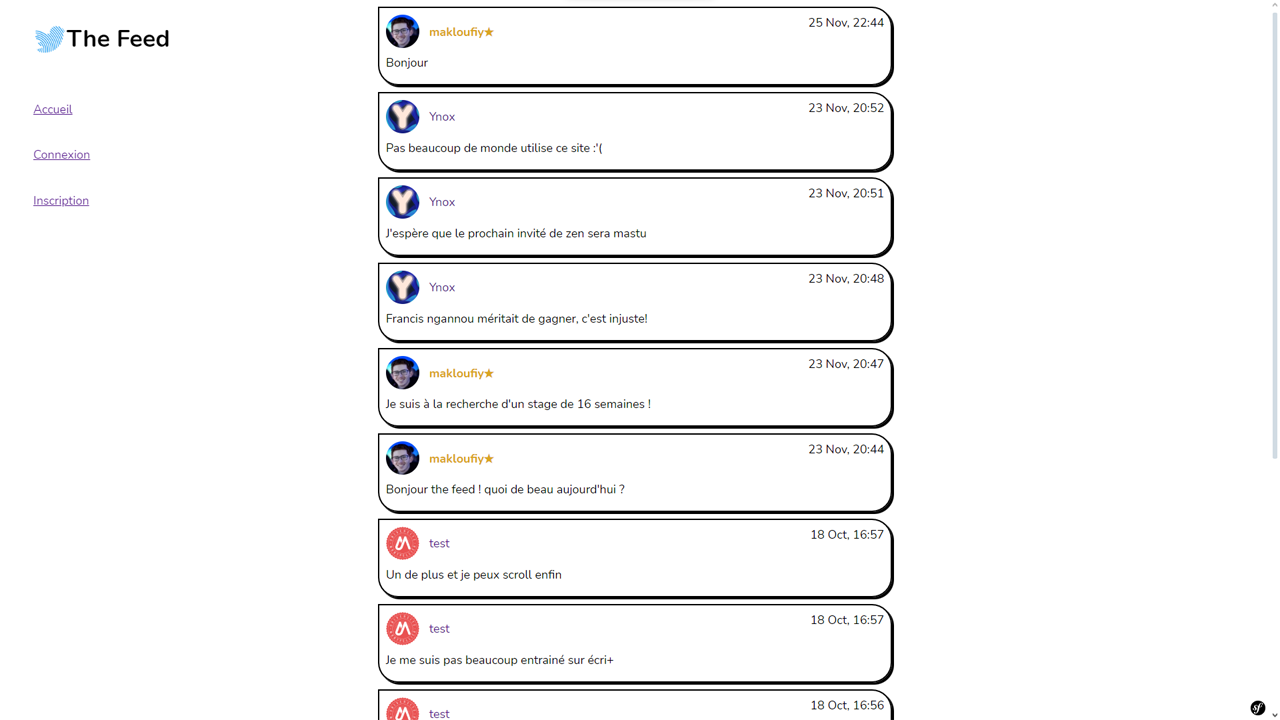 The Feed
Accueil
Connexion
Inscription
makloufiy★ 25 Nov, 22:44
Bonjour
Ynox 23 Nov, 20:52
Pas beaucoup de monde utilise ce site :'(
Ynox 23 Nov, 20:51
J'espère que le prochain invité de zen sera mastu
Ynox 23 Nov, 20:48
Francis ngannou méritait de gagner, c'est injuste!
makloufiy★ 23 Nov, 20:47
Je suis à la recherche d'un stage de 16 semaines !
makloufiy★ 23 Nov, 20:44
Bonjour the feed ! quoi de beau aujourd'hui ?
test 18 Oct, 16:57
Un de plus et je peux scroll enfin
test 18 Oct, 16:57
Je me suis pas beaucoup entrainé sur écri+
test 18 Oct, 16:56